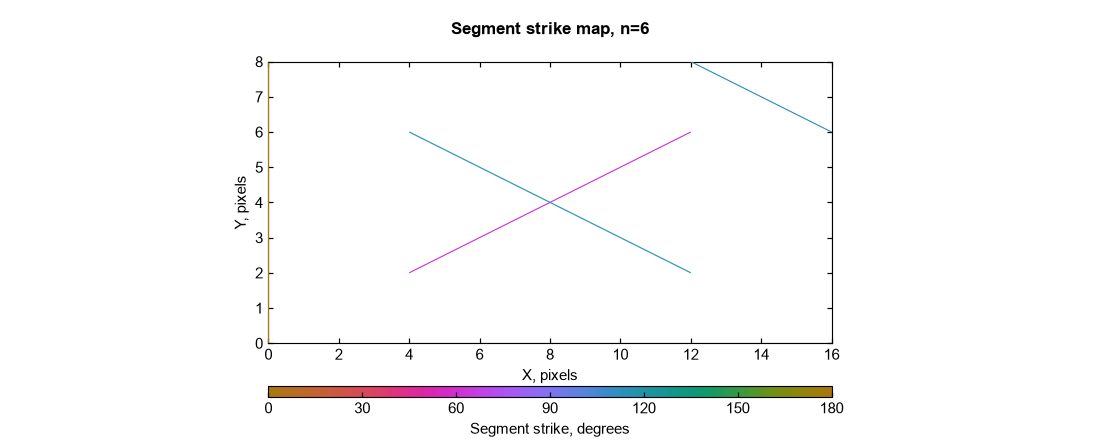 Segment strike map, n=6
8
7
6
5
4
3
2
1
0
Y, pixels
0 2 4 6 8 10 12 14 16
X, pixels
0 30 60 90 120 150 180
Segment strike, degrees